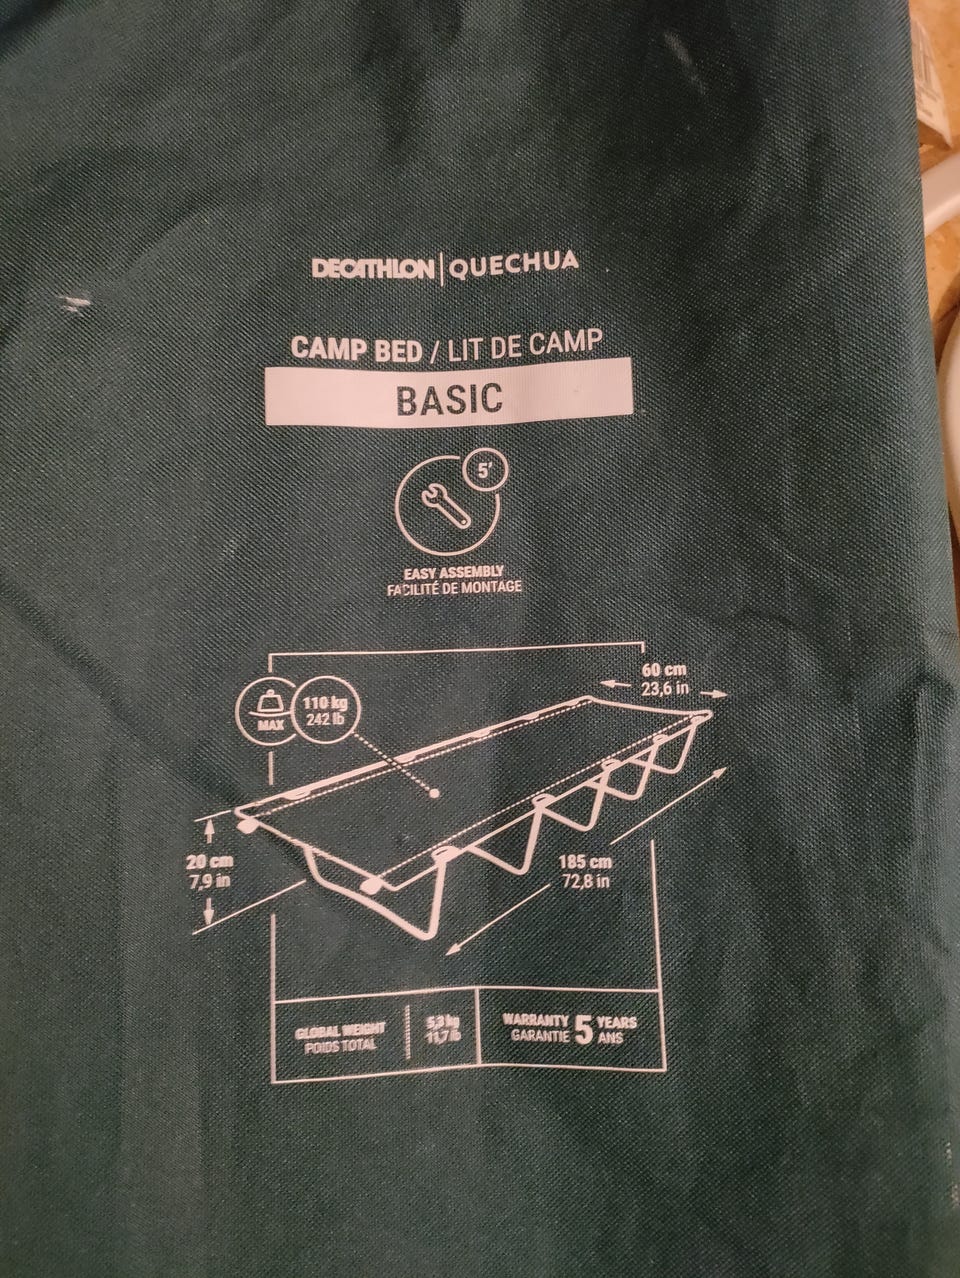 DECATHLON | QUECHUA
CAMP BED / LIT DE CAMP
BASIC
5'
EASY ASSEMBLY
FACILITÉ DE MONTAGE
60 cm
23,6 in
MAX
110 kg
242 lb
20 cm
7,9 in
185 cm
72,8 in
GLOBAL WEIGHT
POIDS TOTAL
5,3 kg
11,7 lb
WARRANTY
GARANTIE
5
YEARS
ANS